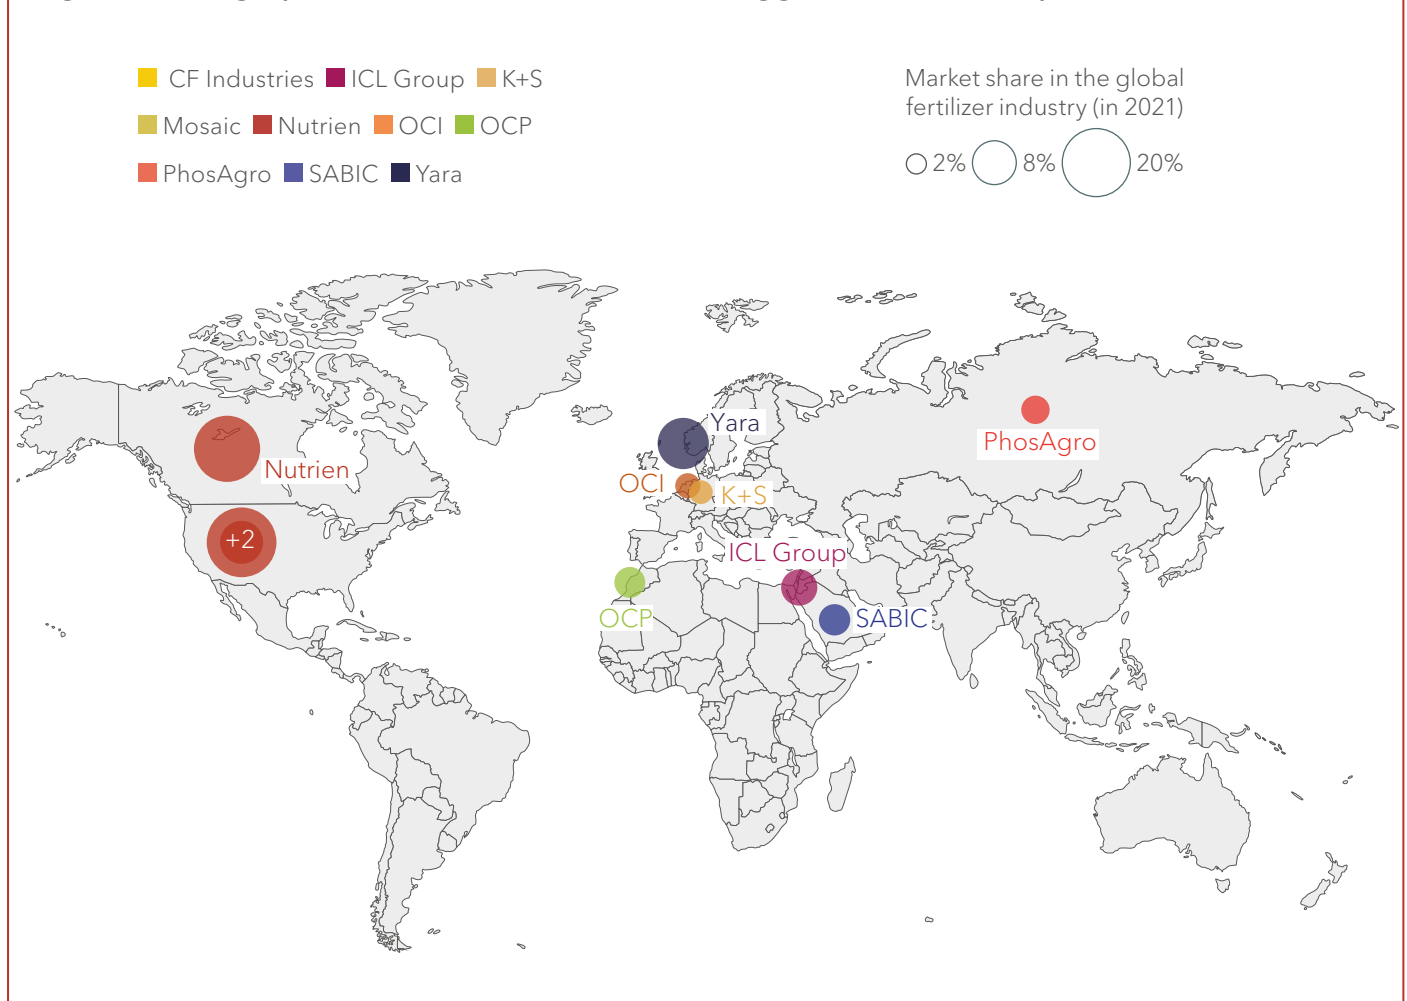 CF Industries ICL Group K+S
Mosaic Nutrien OCI OCP
PhosAgro SABIC Yara
Market share in the global
fertilizer industry (in 2021)
2% 8% 20%
Yara
PhosAgro
Nutrien
OCI
K+S
+2
ICL Group
OCP
SABIC